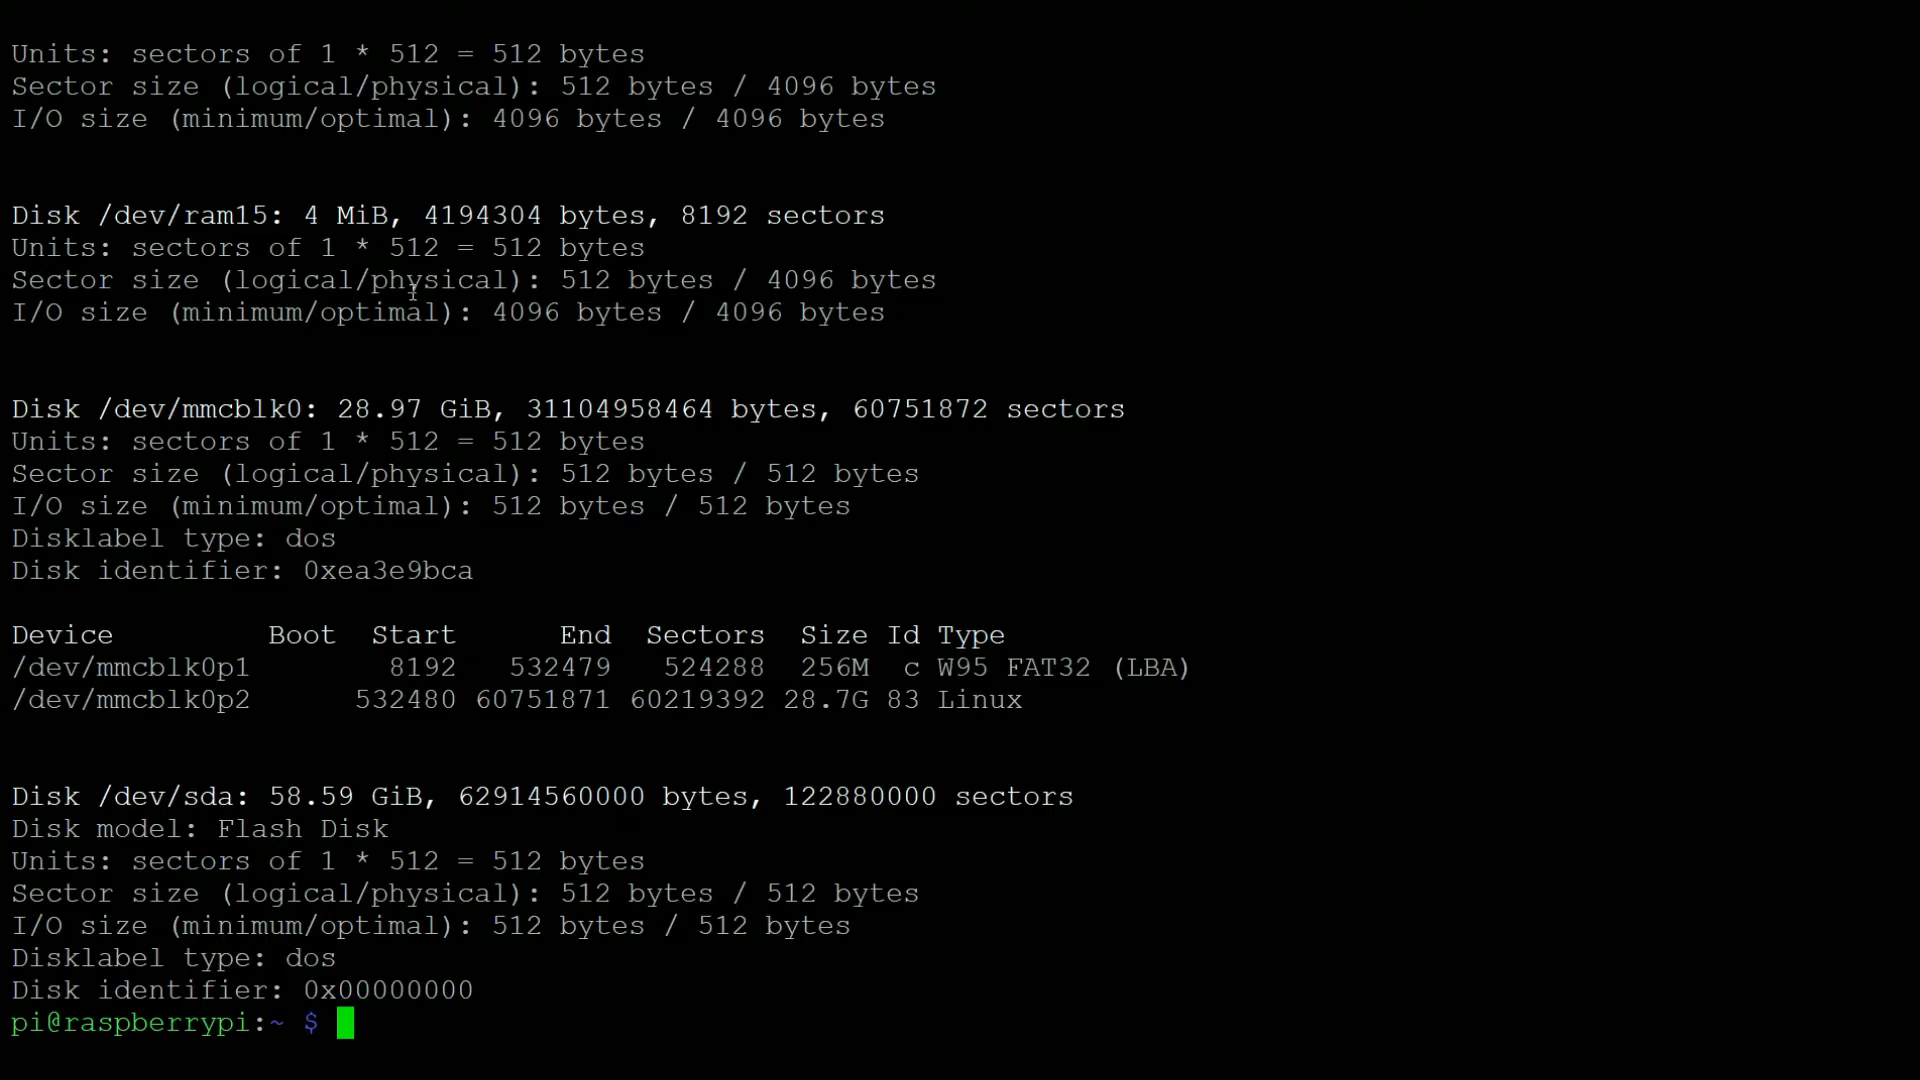 Units: sectors of 1 * 512 = 512 bytes
Sector size (logical/physical): 512 bytes / 4096 bytes
I/O size (minimum/optimal): 4096 bytes / 4096 bytes
Disk /dev/ram15: 4 MiB, 4194304 bytes, 8192 sectors
Units: sectors of 1 * 512 = 512 bytes
Sector size (logical/physical): 512 bytes / 4096 bytes
I/O size (minimum/optimal): 4096 bytes / 4096 bytes
Disk /dev/mmcblk0: 28.97 GiB, 31104958464 bytes, 60751872 sectors
Units: sectors of 1 * 512 = 512 bytes
Sector size (logical/physical): 512 bytes / 512 bytes
I/O size (minimum/optimal): 512 bytes / 512 bytes
Disklabel type: dos
Disk identifier: 0xea3e9bca
Device         Boot  Start      End  Sectors  Size Id Type
/dev/mmcblk0p1        8192   532479   524288  256M  c W95 FAT32 (LBA)
/dev/mmcblk0p2      532480 60751871 60219392 28.7G 83 Linux
Disk /dev/sda: 58.59 GiB, 62914560000 bytes, 122880000 sectors
Disk model: Flash Disk
Units: sectors of 1 * 512 = 512 bytes
Sector size (logical/physical): 512 bytes / 512 bytes
I/O size (minimum/optimal): 512 bytes / 512 bytes
Disklabel type: dos
Disk identifier: 0x00000000
pi@raspberrypi:~ $